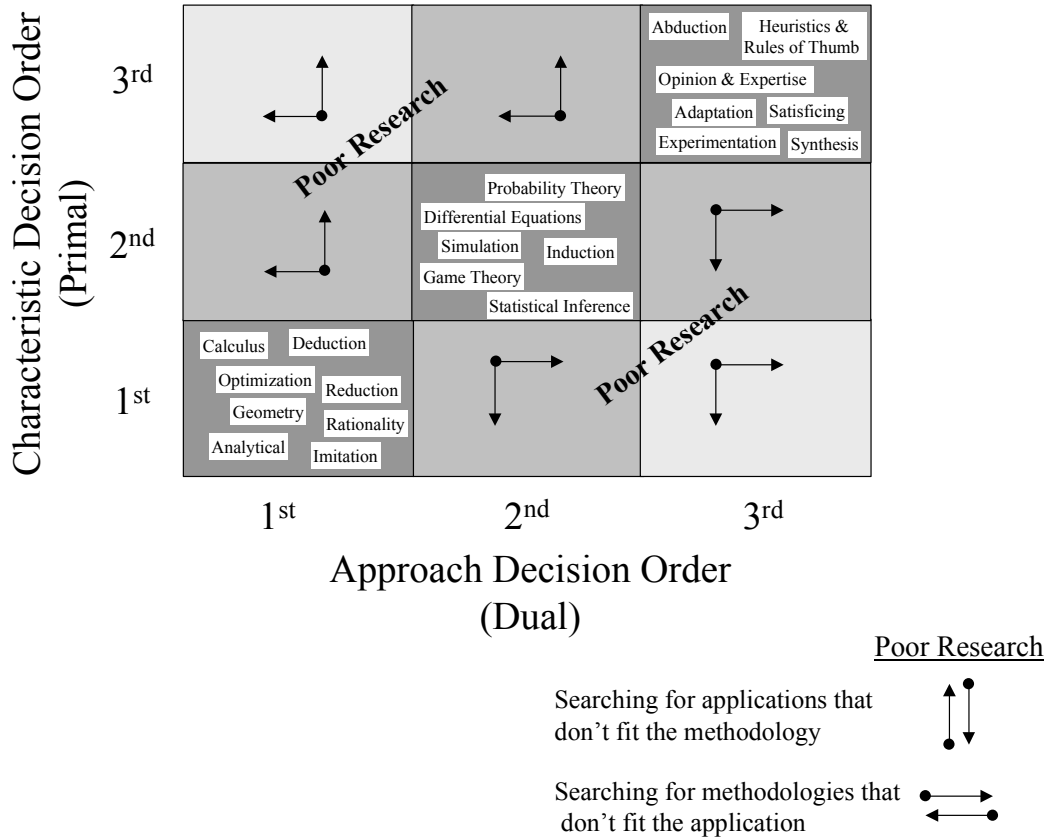 Characteristic Decision Order
(Primal)
3rd
2nd
1st
Abduction
Heuristics &
Rules of Thumb
Opinion & Expertise
Adaptation
Satisficing
Experimentation
Synthesis
Poor Research
Probability Theory
Differential Equations
Simulation
Induction
Game Theory
Statistical Inference
Poor Research
Calculus
Deduction
Optimization
Reduction
Geometry
Rationality
Analytical
Imitation
1st
2nd
3rd
Approach Decision Order
(Dual)
Poor Research
Searching for applications that
don’t fit the methodology
Searching for methodologies that
don’t fit the application